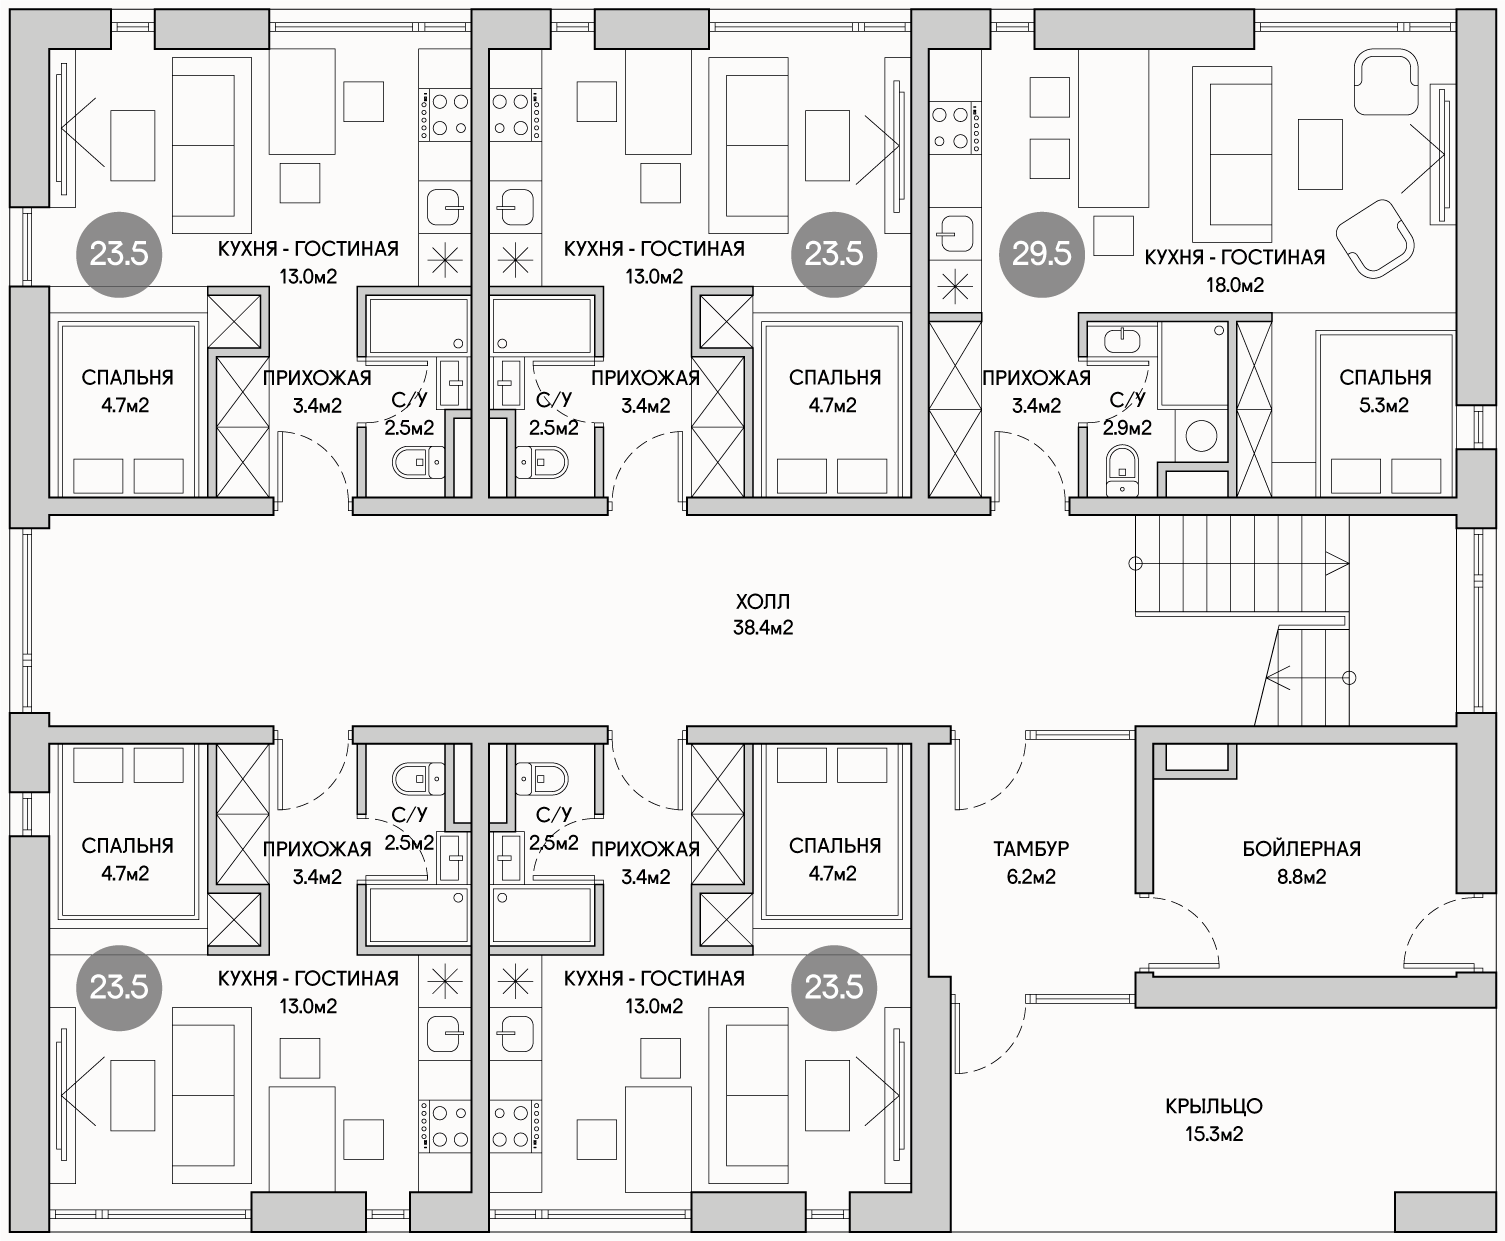 23.5
КУХНЯ - ГОСТИНАЯ
13.0м2
КУХНЯ - ГОСТИНАЯ
13.0м2
23.5
29.5
КУХНЯ - ГОСТИНАЯ
18.0м2
СПАЛЬНЯ
4.7м2
ПРИХОЖАЯ
3.4м2
С/У
2.5м2
С/У
2.5м2
ПРИХОЖАЯ
3.4м2
СПАЛЬНЯ
4.7м2
ПРИХОЖАЯ
3.4м2
С/У
2.9м2
СПАЛЬНЯ
5.3м2
ХОЛЛ
38.4м2
СПАЛЬНЯ
4.7м2
ПРИХОЖАЯ
3.4м2
С/У
2.5м2
С/У
2.5м2
ПРИХОЖАЯ
3.4м2
СПАЛЬНЯ
4.7м2
ТАМБУР
6.2м2
БОЙЛЕРНАЯ
8.8м2
23.5
КУХНЯ - ГОСТИНАЯ
13.0м2
КУХНЯ - ГОСТИНАЯ
13.0м2
23.5
КРЫЛЬЦО
15.3м2